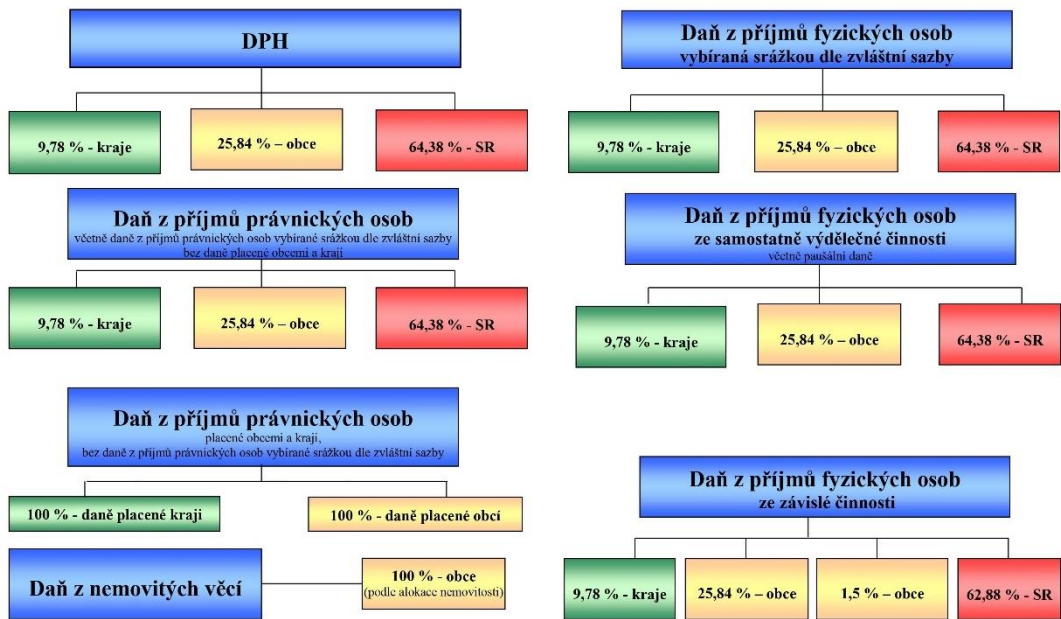 DPH
9,78 % - kraje
25,84 % – obce
64,38 % - SR
Daň z příjmů fyzických osob
vybíraná srážkou dle zvláštní sazby
9,78 % - kraje
25,84 % – obce
64,38 % - SR
Daň z příjmů právnických osob
včetně daně z příjmů právnických osob vybírané srážkou dle zvláštní sazby
bez daně placené obcemi a kraji
9,78 % - kraje
25,84 % – obce
64,38 % - SR
Daň z příjmů fyzických osob
ze samostatně výdělečné činnosti
včetně paušální daně
9,78 % - kraje
25,84 % – obce
64,38 % - SR
Daň z příjmů právnických osob
placené obcemi a kraji,
bez daně z příjmů právnických osob vybírané srážkou dle zvláštní sazby
100 % - daně placené kraji
100 % - daně placené obcí
Daň z nemovitých věcí
100 % - obce
(podle alokace nemovitosti)
Daň z příjmů fyzických osob
ze závislé činnosti
9,78 % - kraje
25,84 % – obce
1,5 % – obce
62,88 % - SR